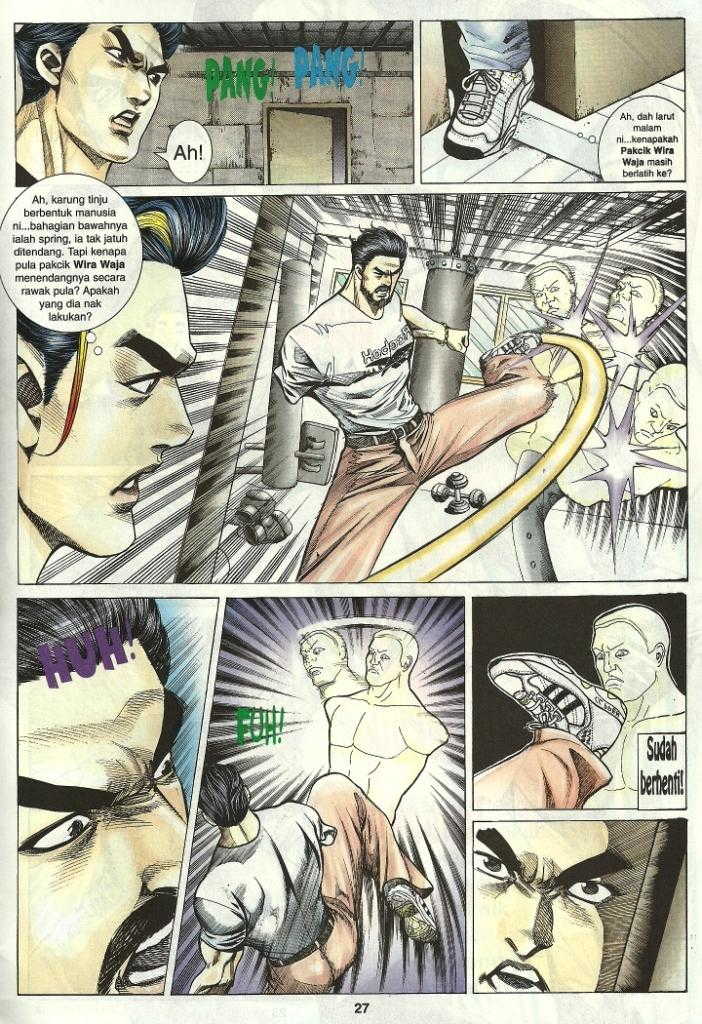 PANG! PANG!
Ah!
Ah, dah larut
malam
ni...kenapakah
Pakcik Wira
Waja masih
berlatih ke?
Ah, karung tinju
berbentuk manusia
ni...bahagian bawahnya
ialah spring, ia tak jatuh
ditendang. Tapi kenapa
pula pakcik Wira Waja
menendangnya secara
rawak pula? Apakah
yang dia nak
lakukan?
HUH!
FUH!
Sudah
berhenti!
27